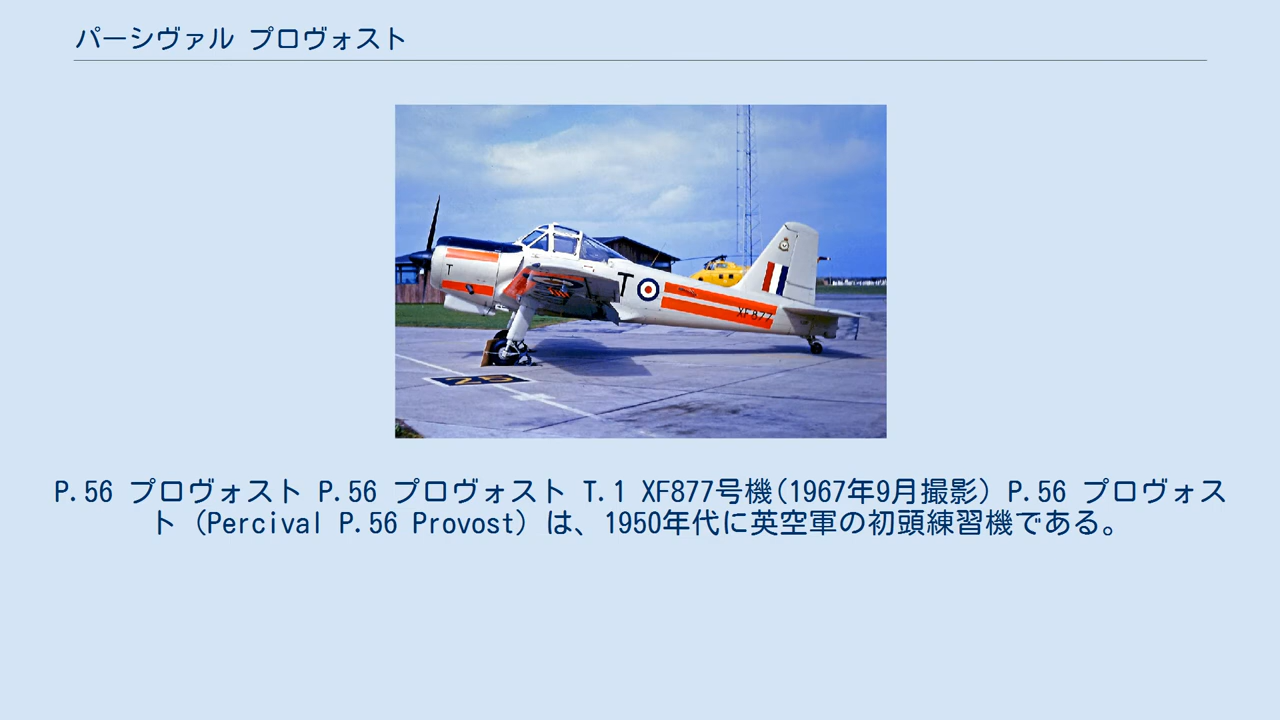 パーシヴァル プロヴォスト
T
T
XF877
26
P.56 プロヴォスト P.56 プロヴォスト T.1 XF877号機(1967年9月撮影) P.56 プロヴォス
ト (Percival P.56 Provost) は、1950年代に英空軍の初頭練習機である。